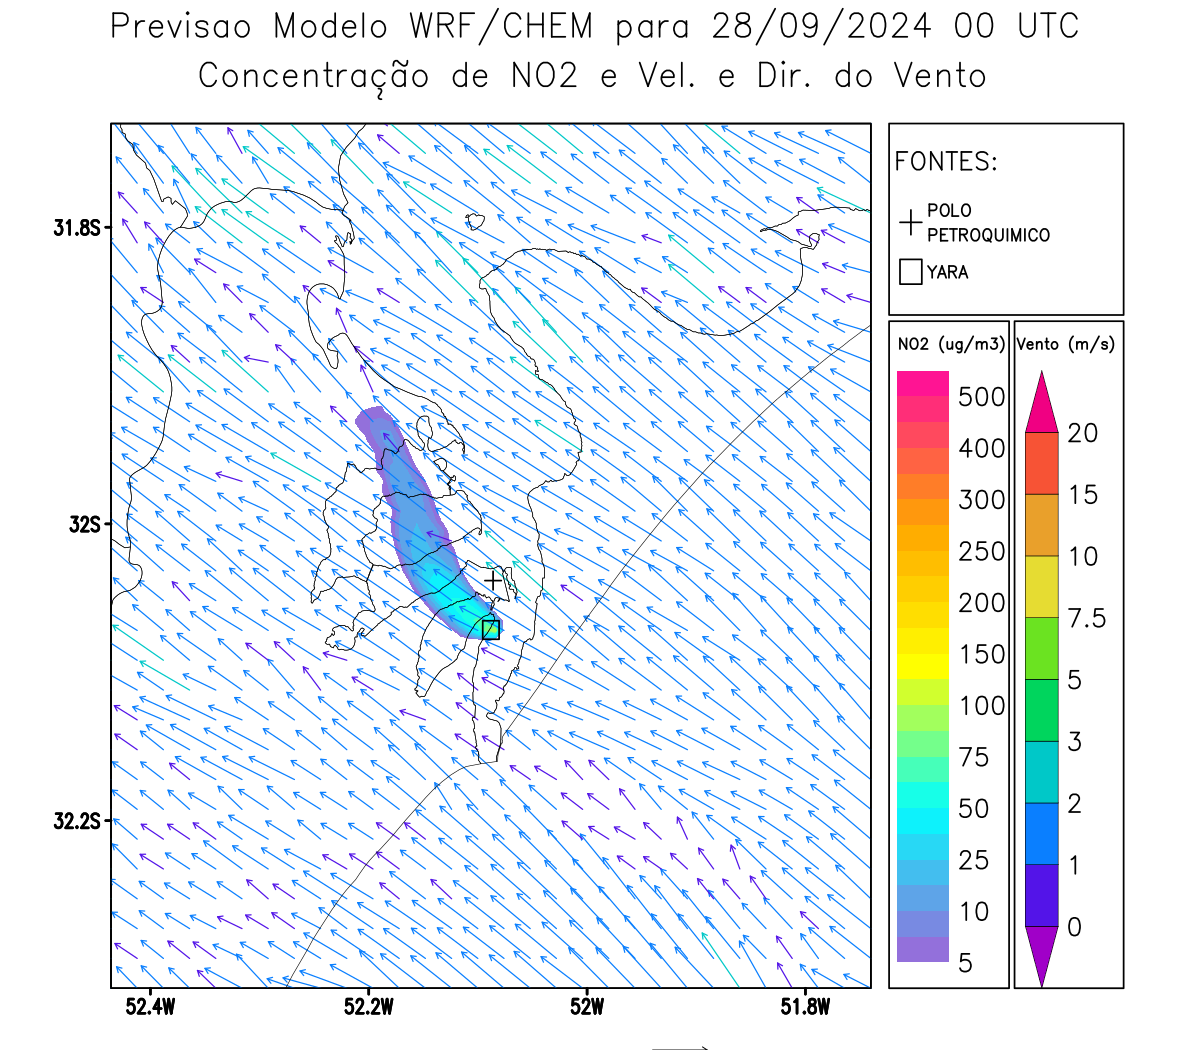 Previsao Modelo WRF/CHEM para 28/09/2024 00 UTC
Concentração de NO2 e Vel. e Dir. do Vento
FONTES:
POLO
PETROQUIMICO
YARA
31.8S
32S
32.2S
52.4W
52.2W
52W
51.8W
NO2 (ug/m3)
500
400
300
250
200
150
100
75
50
25
10
5
Vento (m/s)
20
15
10
7.5
5
3
2
1
0